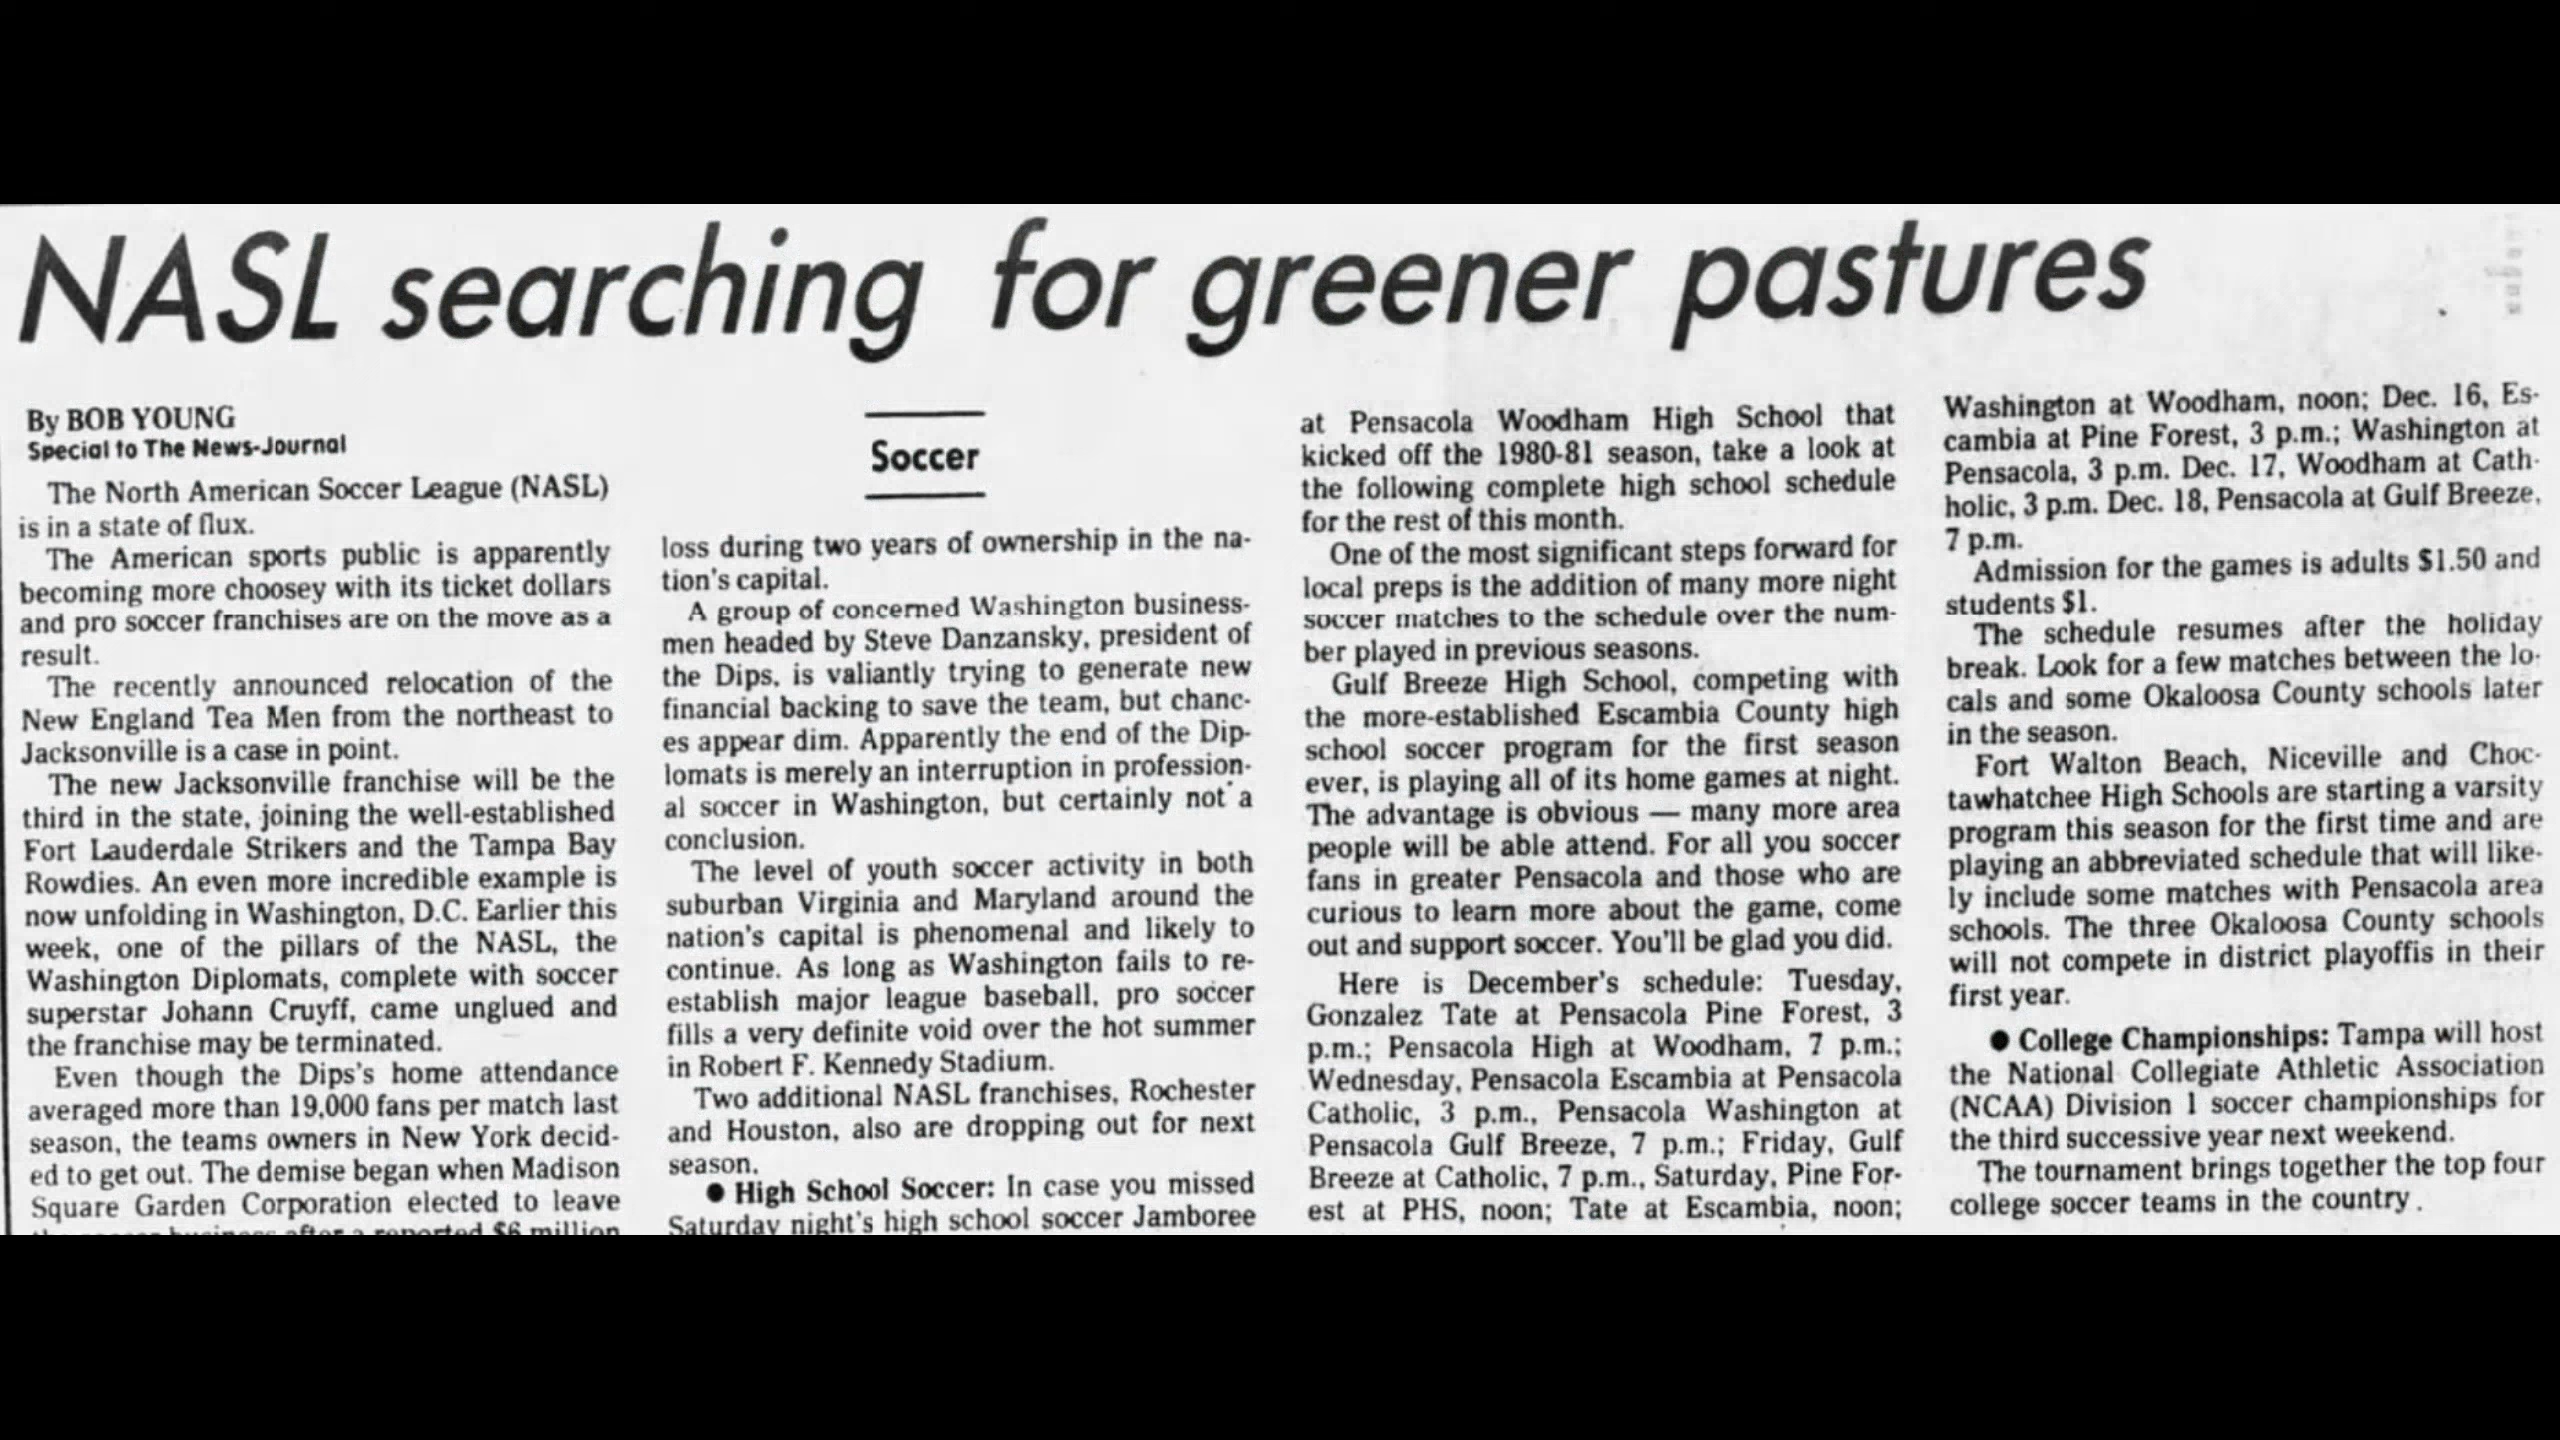 NASL searching for greener pastures
By BOB YOUNG
Special to The News-Journal
The North American Soccer League (NASL)
is in a state of flux.
The American sports public is apparently
becoming more choosey with its ticket dollars
and pro soccer franchises are on the move as a
result.
The recently announced relocation of the
New England Tea Men from the northeast to
Jacksonville is a case in point.
The new Jacksonville franchise will be the
third in the state, joining the well-established
Fort Lauderdale Strikers and the Tampa Bay
Rowdies. An even more incredible example is
now unfolding in Washington, D.C. Earlier this
week, one of the pillars of the NASL, the
Washington Diplomats, complete with soccer
superstar Johann Cruyff, came unglued and
the franchise may be terminated.
Even though the Dips's home attendance
averaged more than 19,000 fans per match last
season, the teams owners in New York decid-
ed to get out. The demise began when Madison
Square Garden Corporation elected to leave
the soccer business after a reported $6 million
Soccer
loss during two years of ownership in the na-
tion's capital.
A group of concerned Washington business-
men headed by Steve Danzansky, president of
the Dips, is valiantly trying to generate new
financial backing to save the team, but chanc-
es appear dim. Apparently the end of the Dip-
lomats is merely an interruption in profession-
al soccer in Washington, but certainly not a
conclusion.
The level of youth soccer activity in both
suburban Virginia and Maryland around the
nation's capital is phenomenal and likely to
continue. As long as Washington fails to re-
establish major league baseball, pro soccer
fills a very definite void over the hot summer
in Robert F. Kennedy Stadium.
Two additional NASL franchises, Rochester
and Houston, also are dropping out for next
season.
● High School Soccer: In case you missed
Saturday night's high school soccer Jamboree
at Pensacola Woodham High School that
kicked off the 1980-81 season, take a look at
the following complete high school schedule
for the rest of this month.
One of the most significant steps forward for
local preps is the addition of many more night
soccer matches to the schedule over the num-
ber played in previous seasons.
Gulf Breeze High School, competing with
the more-established Escambia County high
school soccer program for the first season
ever, is playing all of its home games at night.
The advantage is obvious — many more area
people will be able attend. For all you soccer
fans in greater Pensacola and those who are
curious to learn more about the game, come
out and support soccer. You'll be glad you did.
Here is December's schedule: Tuesday,
Gonzalez Tate at Pensacola Pine Forest, 3
p.m.; Pensacola High at Woodham, 7 p.m.;
Wednesday, Pensacola Escambia at Pensacola
Catholic, 3 p.m., Pensacola Washington at
Pensacola Gulf Breeze, 7 p.m.; Friday, Gulf
Breeze at Catholic, 7 p.m., Saturday, Pine For-
est at PHS, noon; Tate at Escambia, noon;
Washington at Woodham, noon; Dec. 16, Es-
cambia at Pine Forest, 3 p.m.; Washington at
Pensacola, 3 p.m. Dec. 17, Woodham at Cath-
holic, 3 p.m. Dec. 18, Pensacola at Gulf Breeze,
7 p.m.
Admission for the games is adults $1.50 and
students $1.
The schedule resumes after the holiday
break. Look for a few matches between the lo-
cals and some Okaloosa County schools later
in the season.
Fort Walton Beach, Niceville and Choc-
tawhatchee High Schools are starting a varsity
program this season for the first time and are
playing an abbreviated schedule that will like-
ly include some matches with Pensacola area
schools. The three Okaloosa County schools
will not compete in district playoffis in their
first year.
● College Championships: Tampa will host
the National Collegiate Athletic Association
(NCAA) Division 1 soccer championships for
the third successive year next weekend.
The tournament brings together the top four
college soccer teams in the country.